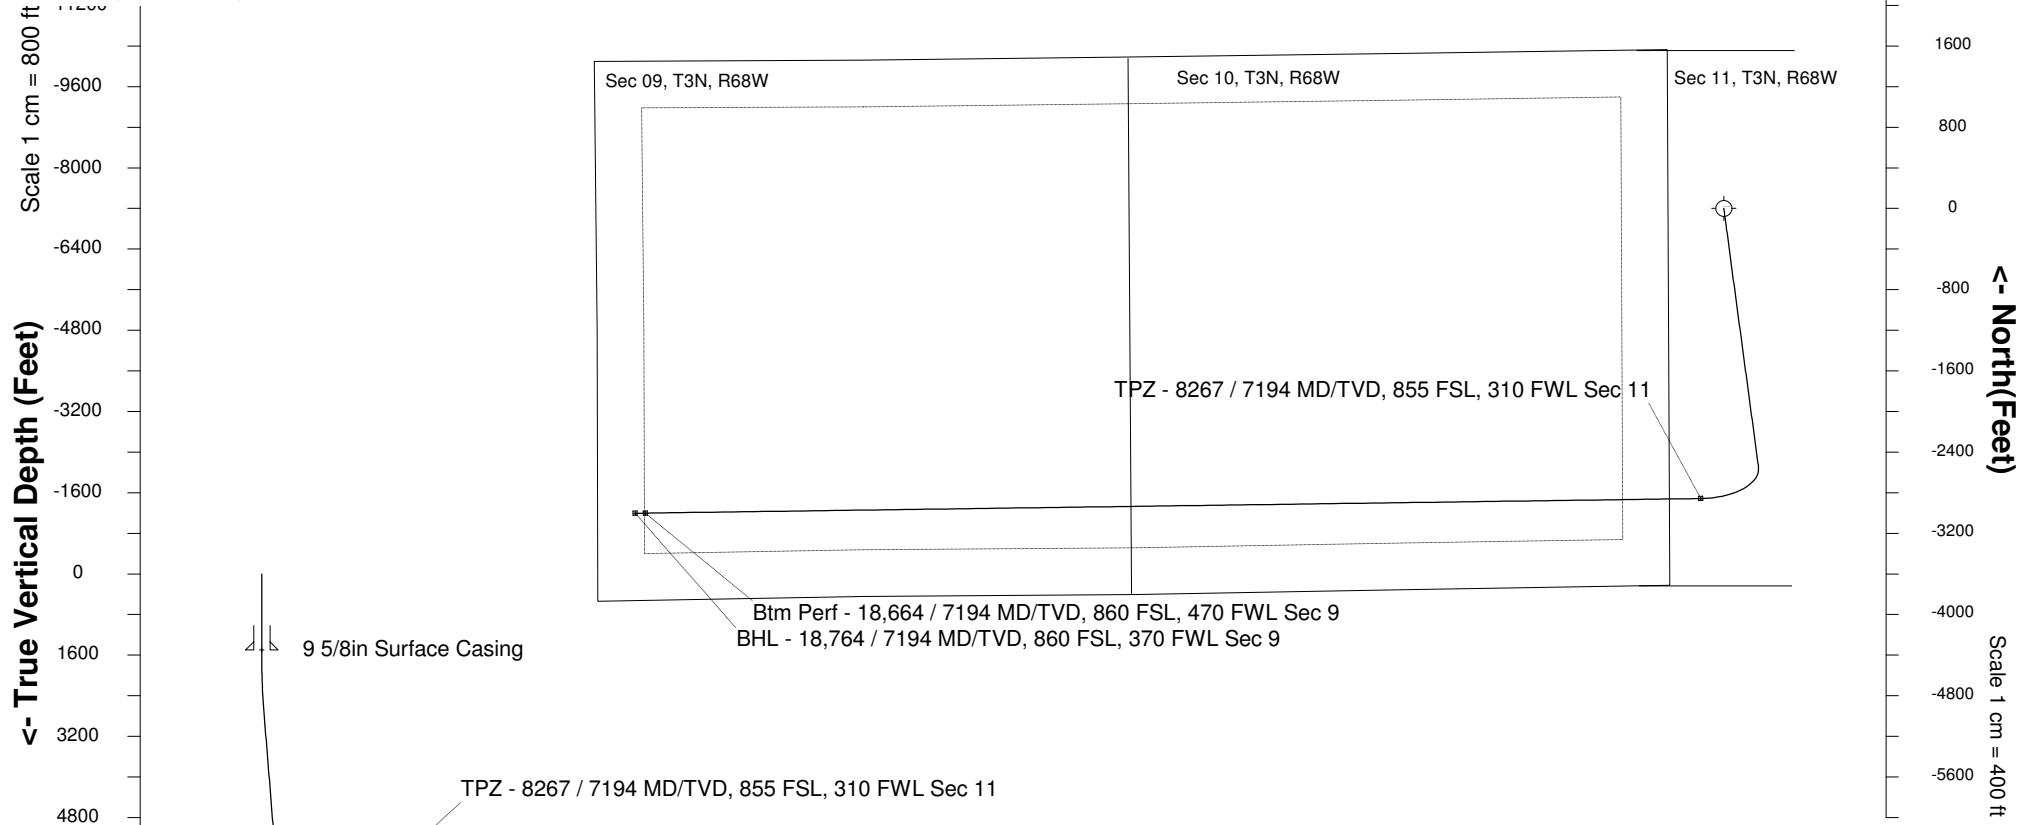 11200
-9600
-8000
-6400
-4800
-3200
-1600
0
1600
3200
4800
Scale 1 cm = 800 ft
<- True Vertical Depth (Feet)
Sec 09, T3N, R68W
Sec 10, T3N, R68W
Sec 11, T3N, R68W
TPZ - 8267 / 7194 MD/TVD, 855 FSL, 310 FWL Sec 11
Btm Perf - 18,664 / 7194 MD/TVD, 860 FSL, 470 FWL Sec 9
BHL - 18,764 / 7194 MD/TVD, 860 FSL, 370 FWL Sec 9
9 5/8in Surface Casing
TPZ - 8267 / 7194 MD/TVD, 855 FSL, 310 FWL Sec 11
1600
800
0
-800
-1600
-2400
-3200
-4000
-4800
-5600
<- North(Feet)
Scale 1 cm = 400 ft